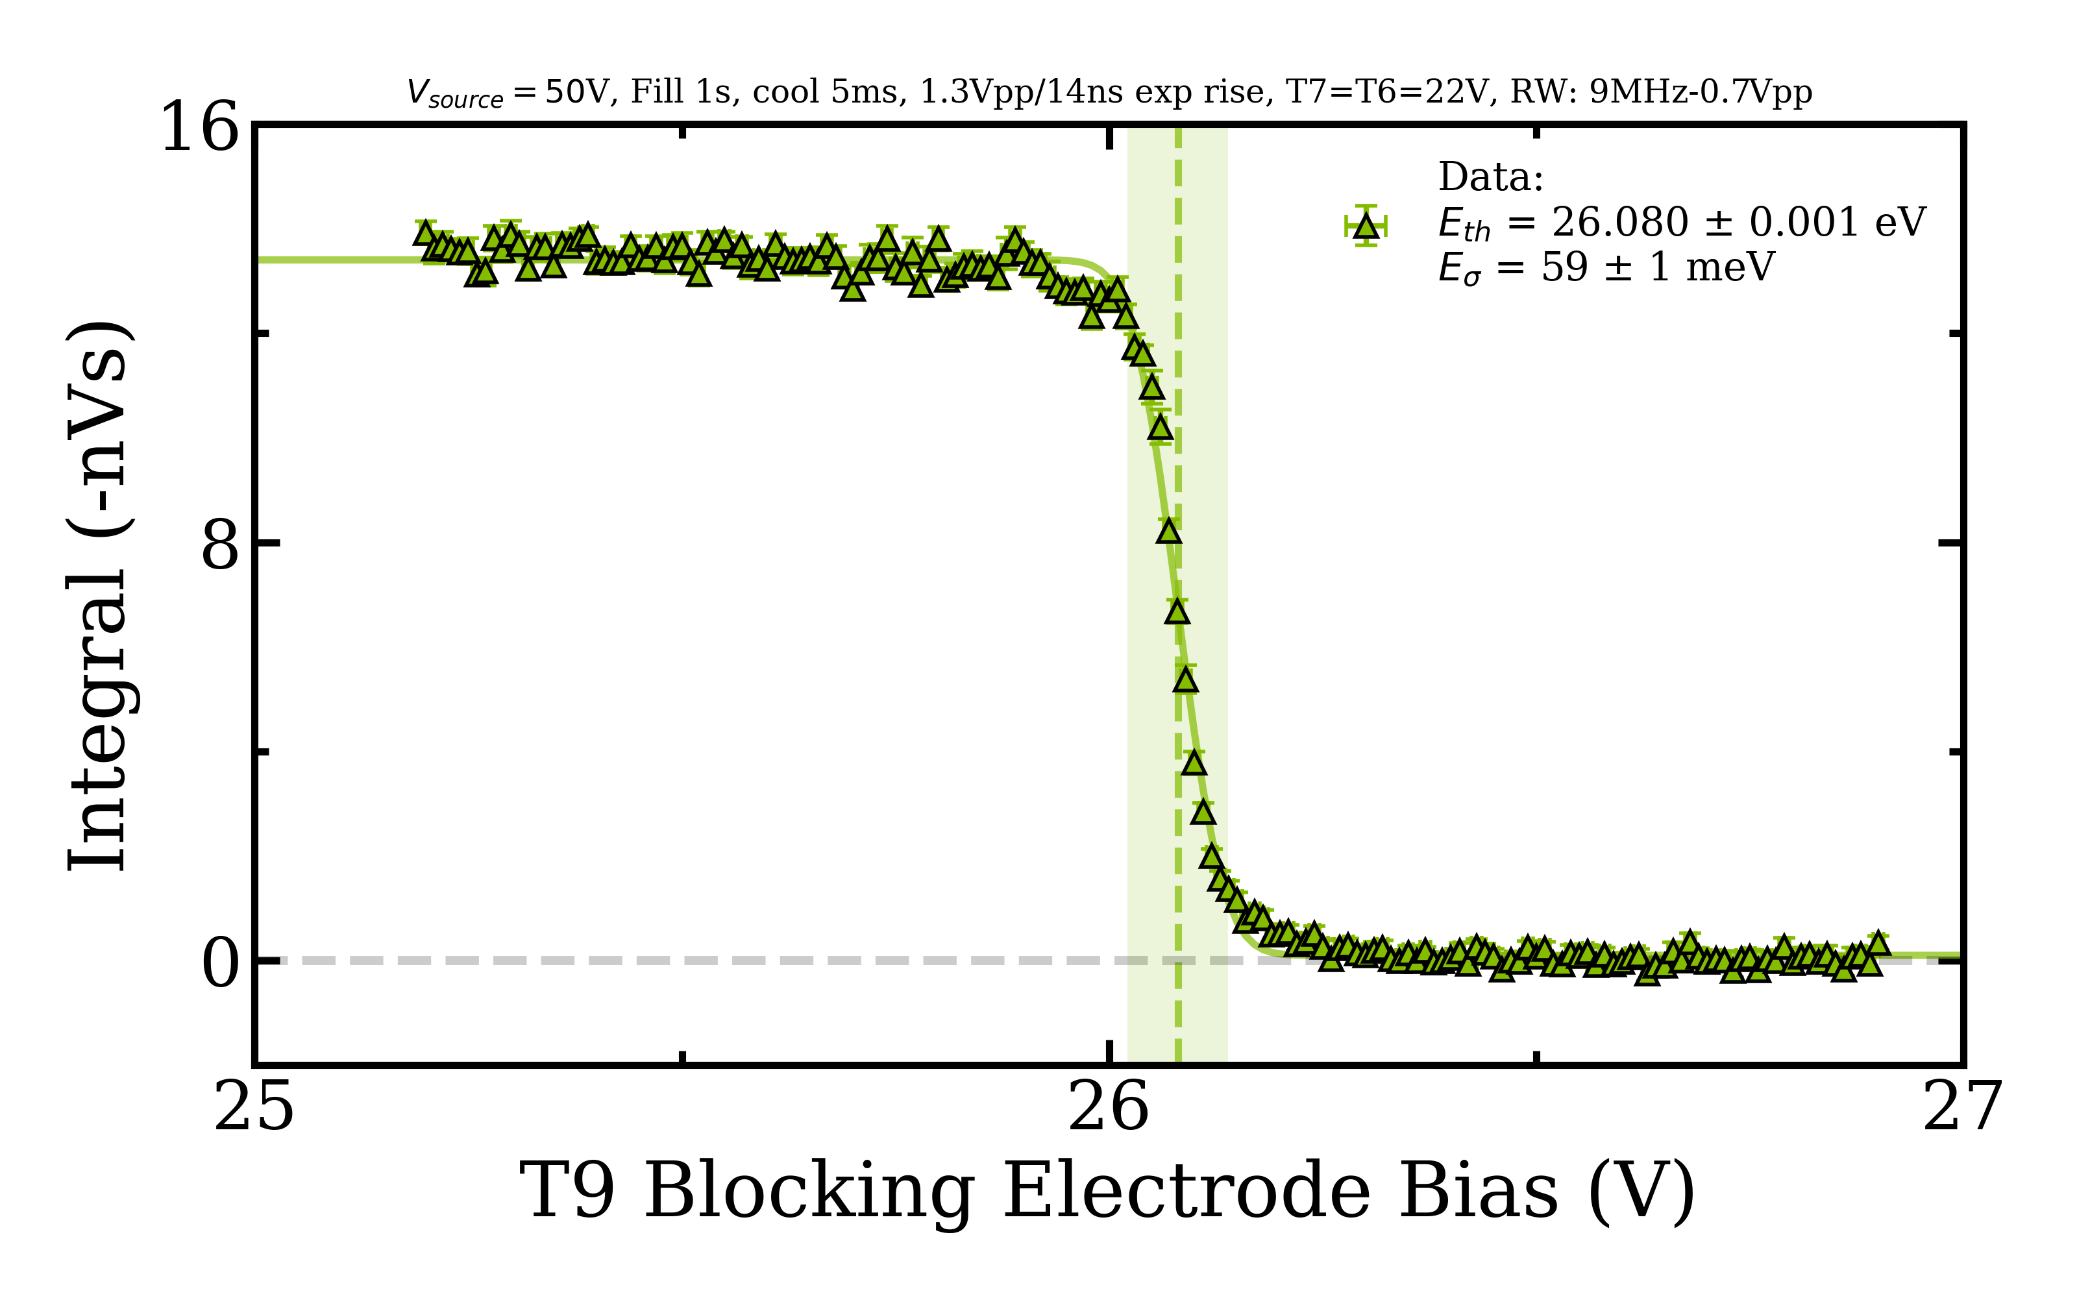 V_source = 50V, Fill 1s, cool 5ms, 1.3Vpp/14ns exp rise, T7=T6=22V, RW: 9MHz-0.7Vpp
16
Data:
E_th = 26.080 ± 0.001 eV
E_σ = 59 ± 1 meV
Integral (-nVs)
8
0
25 26 27
T9 Blocking Electrode Bias (V)